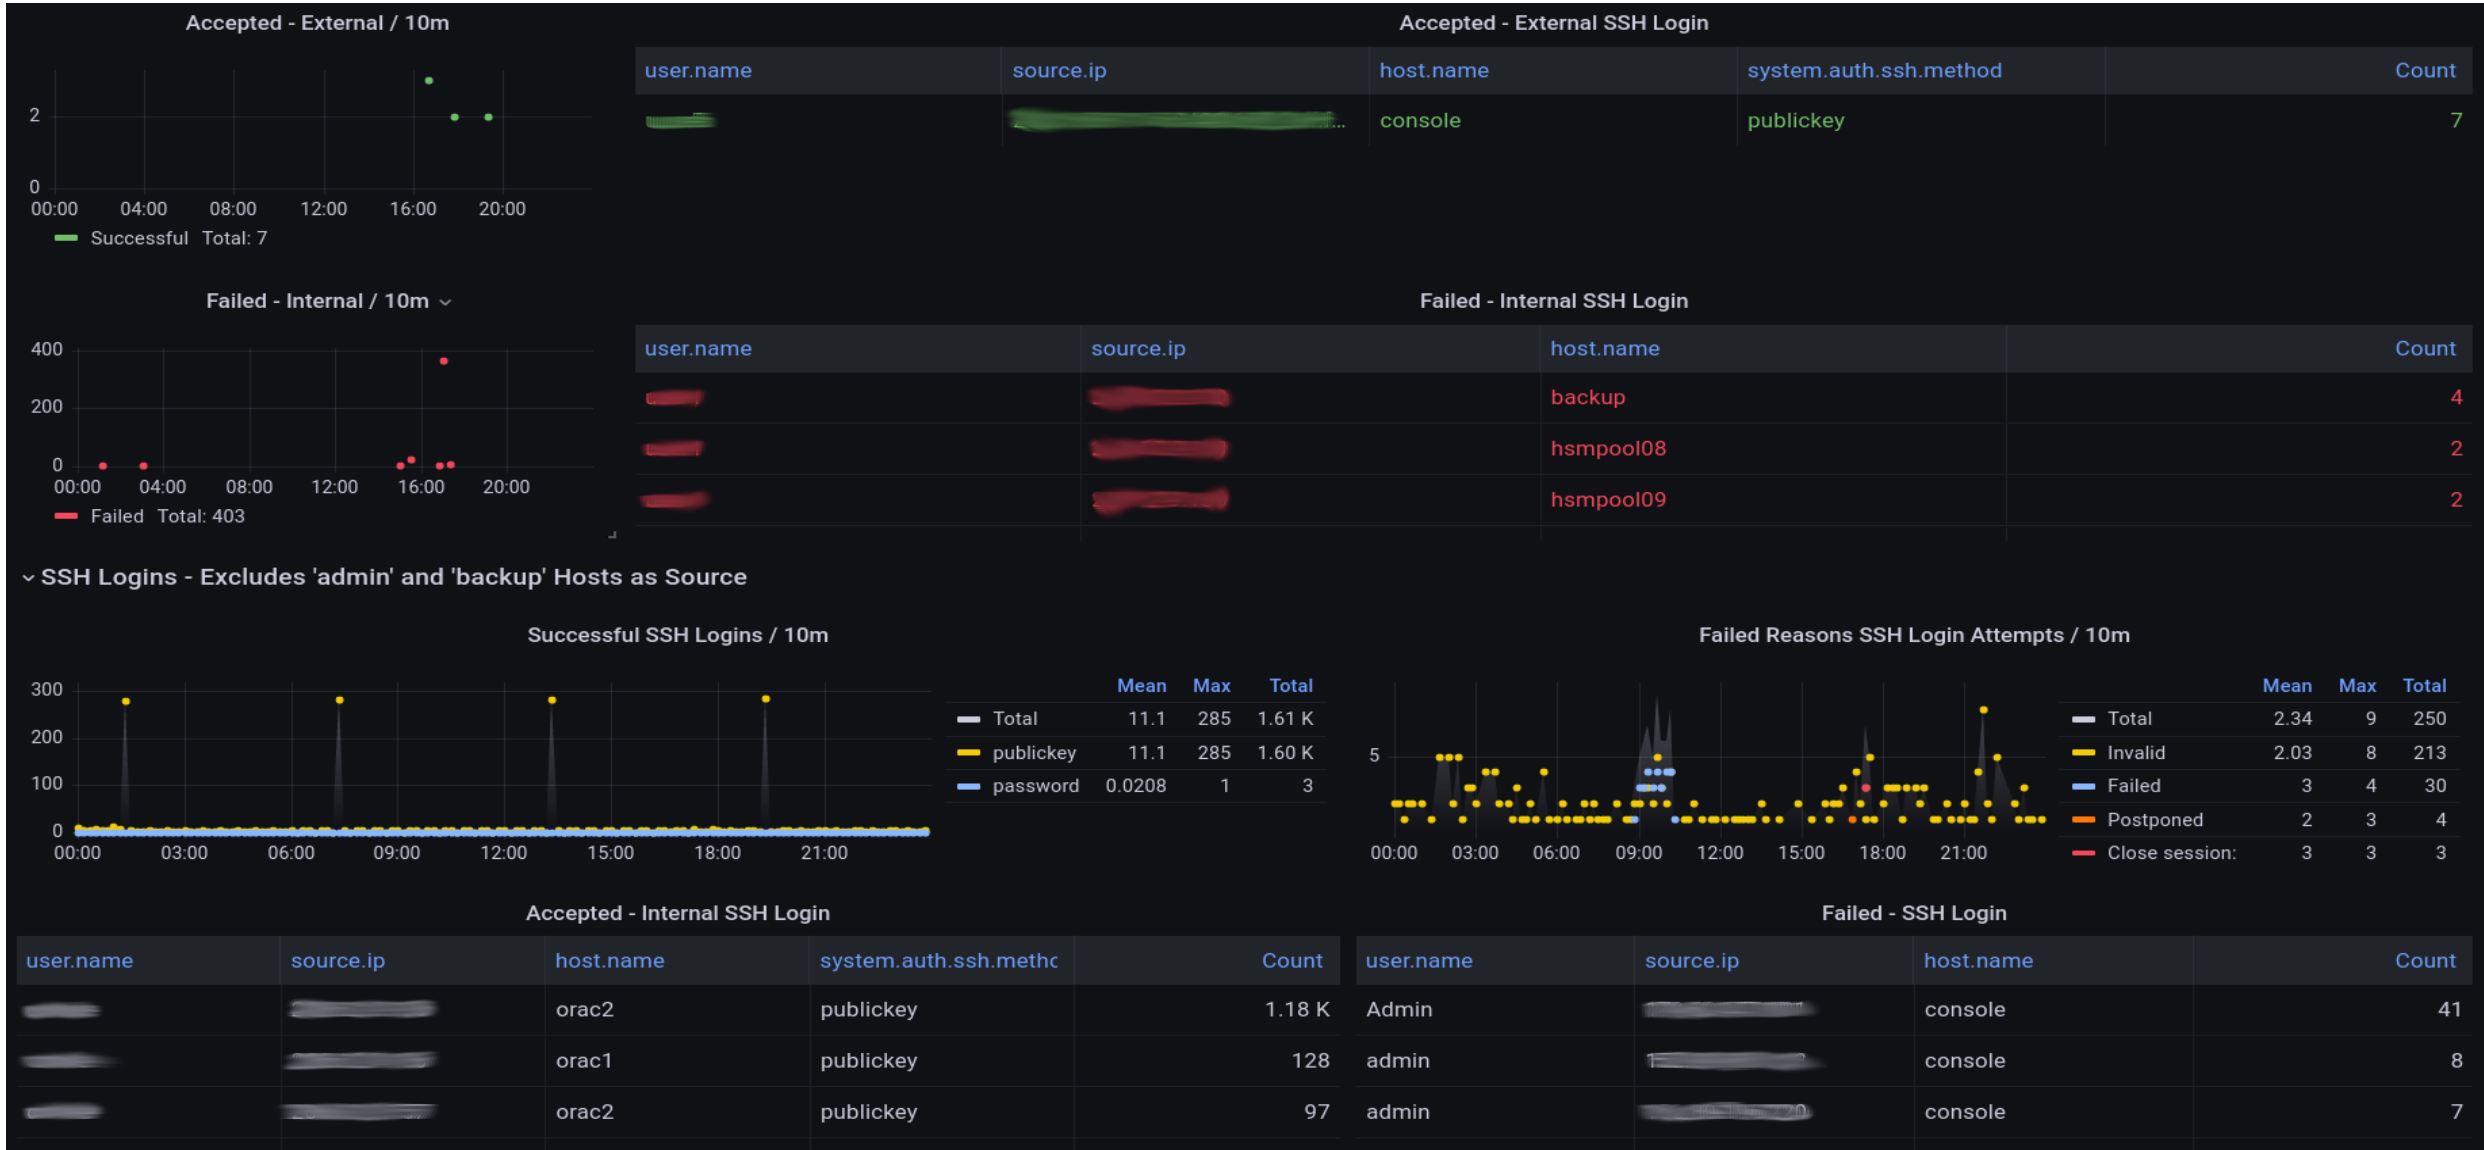 Accepted - External / 10m
2
0
00:00 04:00 08:00 12:00 16:00 20:00
Successful Total: 7
Accepted - External SSH Login
user.name source.ip host.name system.auth.ssh.method Count
... console publickey 7
Failed - Internal / 10m
400
200
0
00:00 04:00 08:00 12:00 16:00 20:00
Failed Total: 403
Failed - Internal SSH Login
user.name source.ip host.name Count
backup 4
hsmpool08 2
hsmpool09 2
SSH Logins - Excludes 'admin' and 'backup' Hosts as Source
Successful SSH Logins / 10m
300
200
100
0
00:00 03:00 06:00 09:00 12:00 15:00 18:00 21:00
Mean Max Total
Total 11.1 285 1.61 K
publickey 11.1 285 1.60 K
password 0.0208 1 3
Failed Reasons SSH Login Attempts / 10m
5
00:00 03:00 06:00 09:00 12:00 15:00 18:00 21:00
Mean Max Total
Total 2.34 9 250
Invalid 2.03 8 213
Failed 3 4 30
Postponed 2 3 4
Close session: 3 3 3
Accepted - Internal SSH Login
user.name source.ip host.name system.auth.ssh.methc Count
orac2 publickey 1.18 K
orac1 publickey 128
orac2 publickey 97
Failed - SSH Login
user.name source.ip host.name Count
Admin console 41
admin console 8
admin console 7